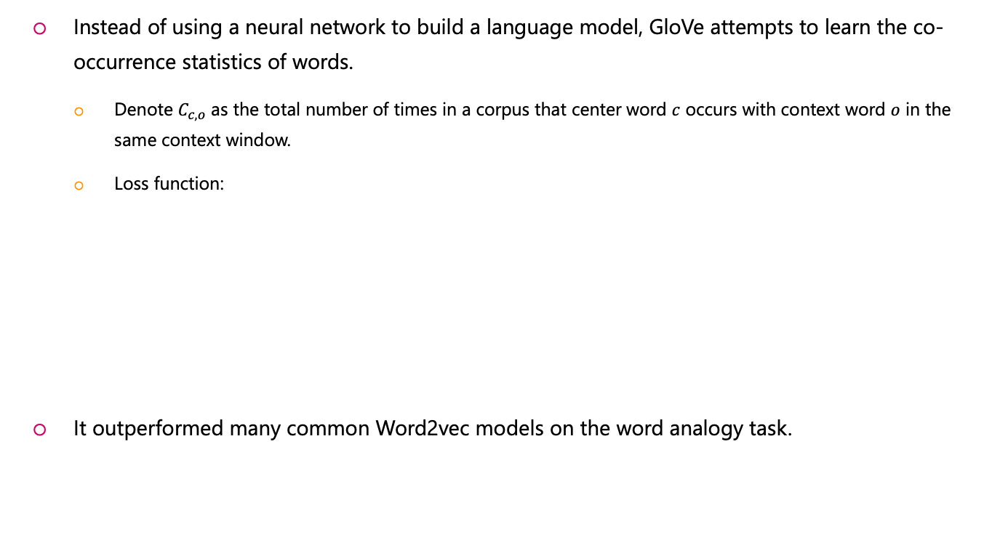 Instead of using a neural network to build a language model, GloVe attempts to learn the co-
occurrence statistics of words.
Denote C_{c,o} as the total number of times in a corpus that center word c occurs with context word o in the
same context window.
Loss function:
It outperformed many common Word2vec models on the word analogy task.